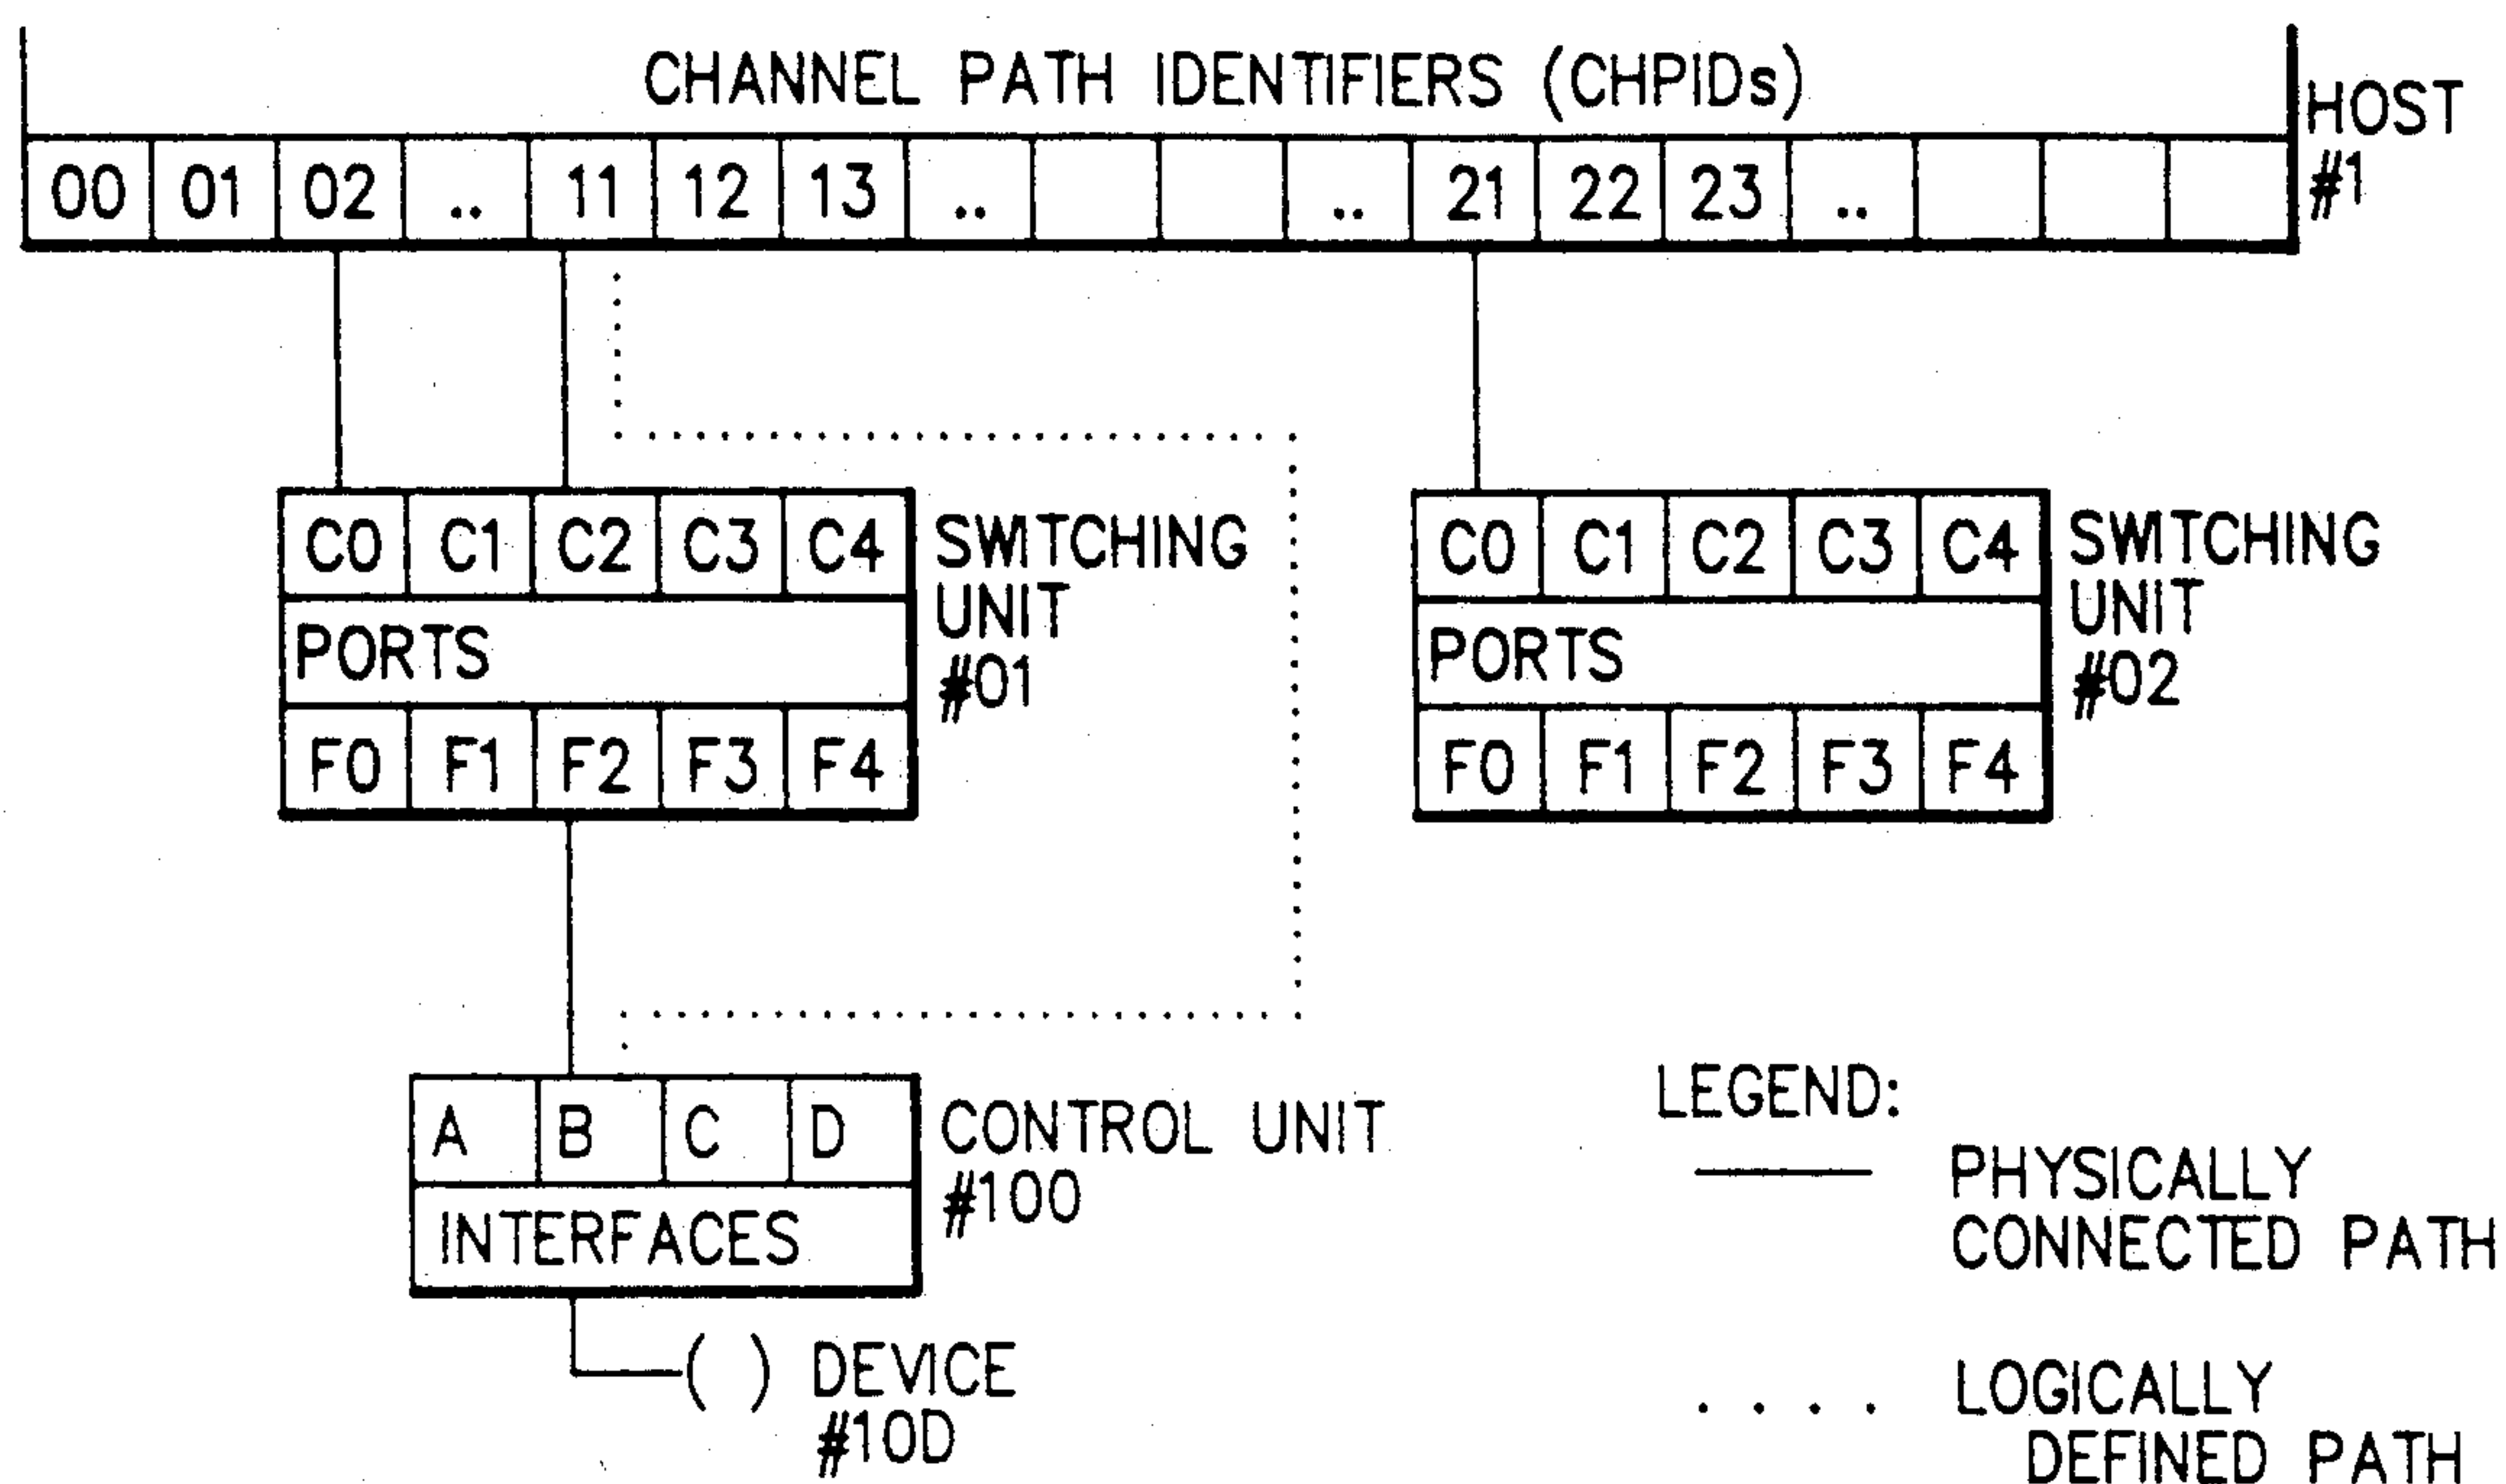 CHANNEL PATH IDENTIFIERS (CHPIDs)
HOST
#1
00 01 02 .. 11 12 13 .. .. 21 22 23 ..
C0 C1 C2 C3 C4
SWITCHING
UNIT
#01
PORTS
F0 F1 F2 F3 F4
C0 C1 C2 C3 C4
SWITCHING
UNIT
#02
PORTS
F0 F1 F2 F3 F4
A B C D
CONTROL UNIT
#100
INTERFACES
( ) DEVICE
#10D
LEGEND:
PHYSICALLY
CONNECTED PATH
LOGICALLY
DEFINED PATH